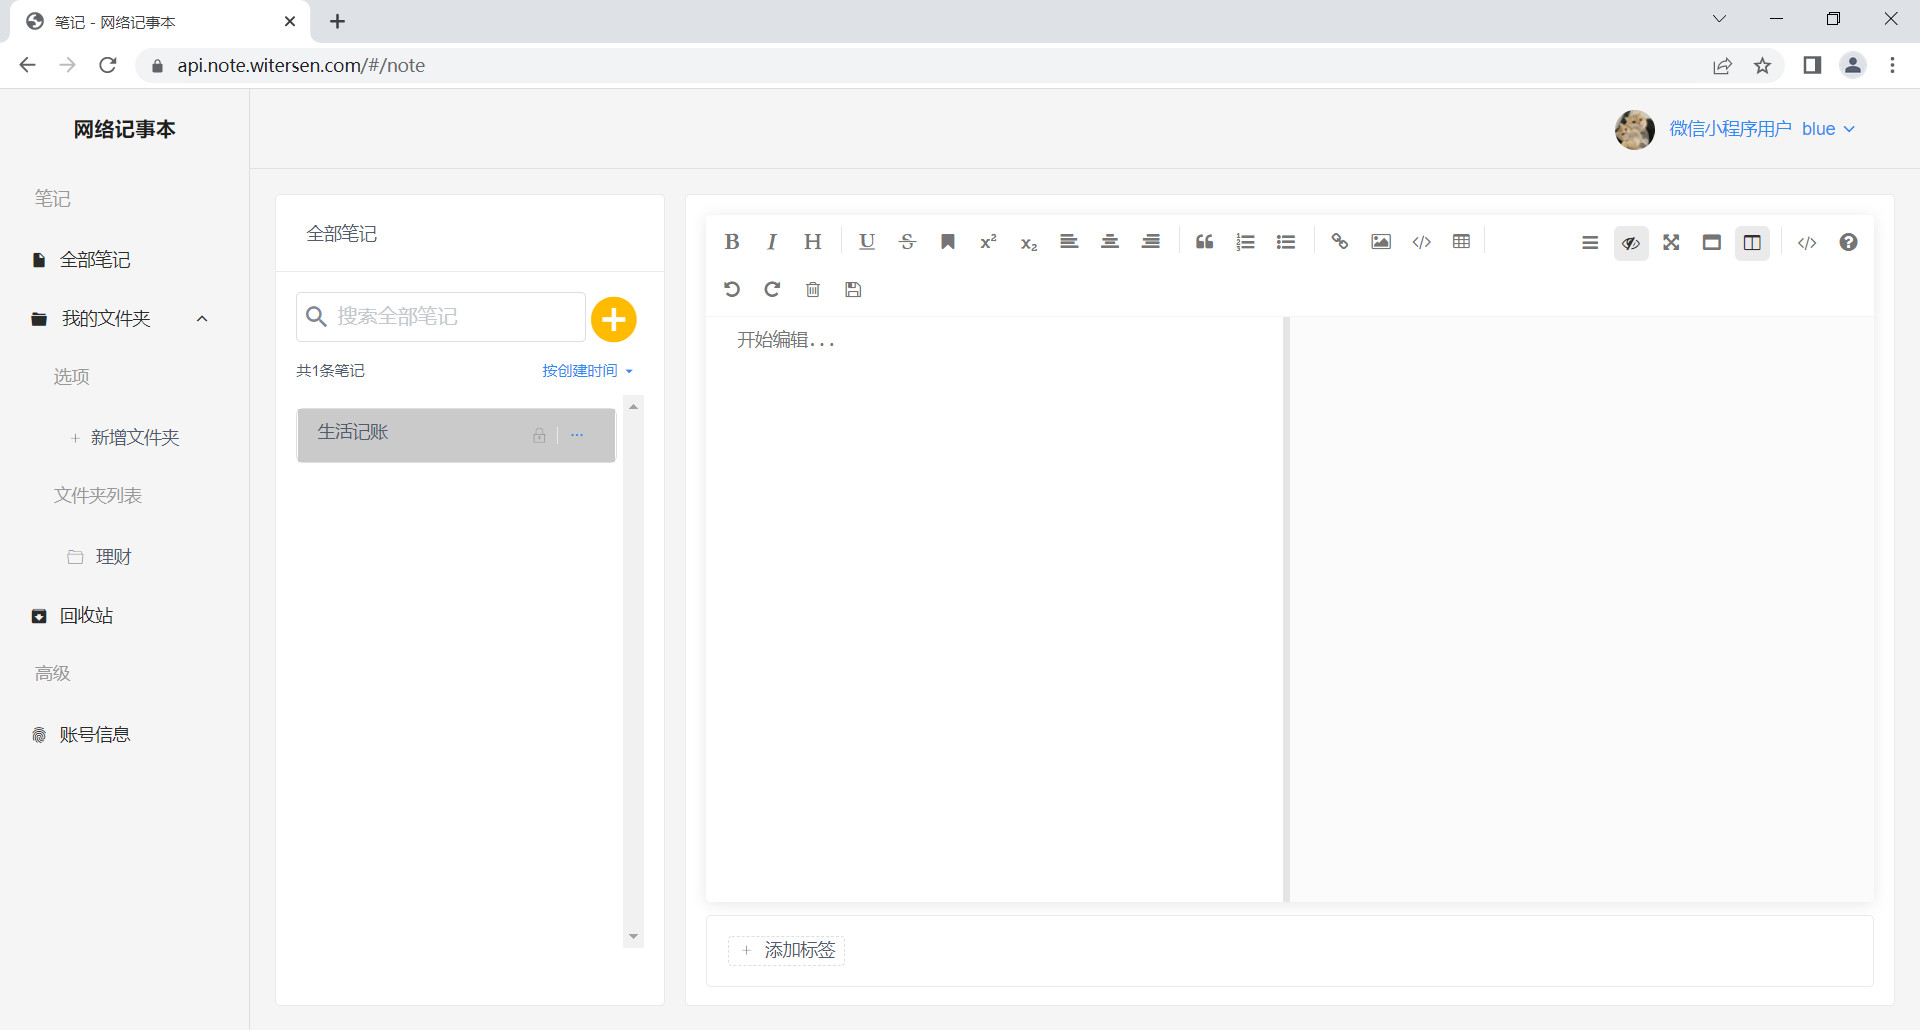 笔记 - 网络记事本
api.note.witersen.com/#/note
网络记事本
微信小程序用户 blue
笔记
全部笔记
我的文件夹
选项
+ 新增文件夹
文件夹列表
理财
回收站
高级
账号信息
全部笔记
搜索全部笔记
共1条笔记
按创建时间
生活记账
...
B I H U S x² x₂
开始编辑...
+ 添加标签